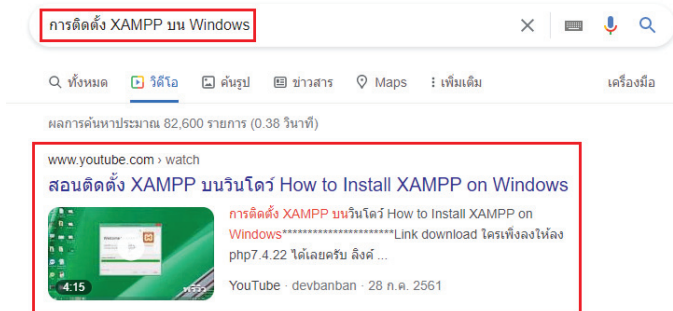 การติดตั้ง XAMPP บน Windows
ทั้งหมด วิดีโอ ค้นรูป ข่าวสาร Maps เพิ่มเติม เครื่องมือ
ผลการค้นหาประมาณ 82,600 รายการ (0.38 วินาที)
www.youtube.com › watch
สอนติดตั้ง XAMPP บนวินโดว์ How to Install XAMPP on Windows
การติดตั้ง XAMPP บนวินโดว์ How to Install XAMPP on
Windows**********************Link download ใครเพิ่งลงให้ลง
php7.4.22 ได้เลยครับ ลิงค์ ...
4:15 พรีวิว
YouTube · devbanban · 28 ก.ค. 2561